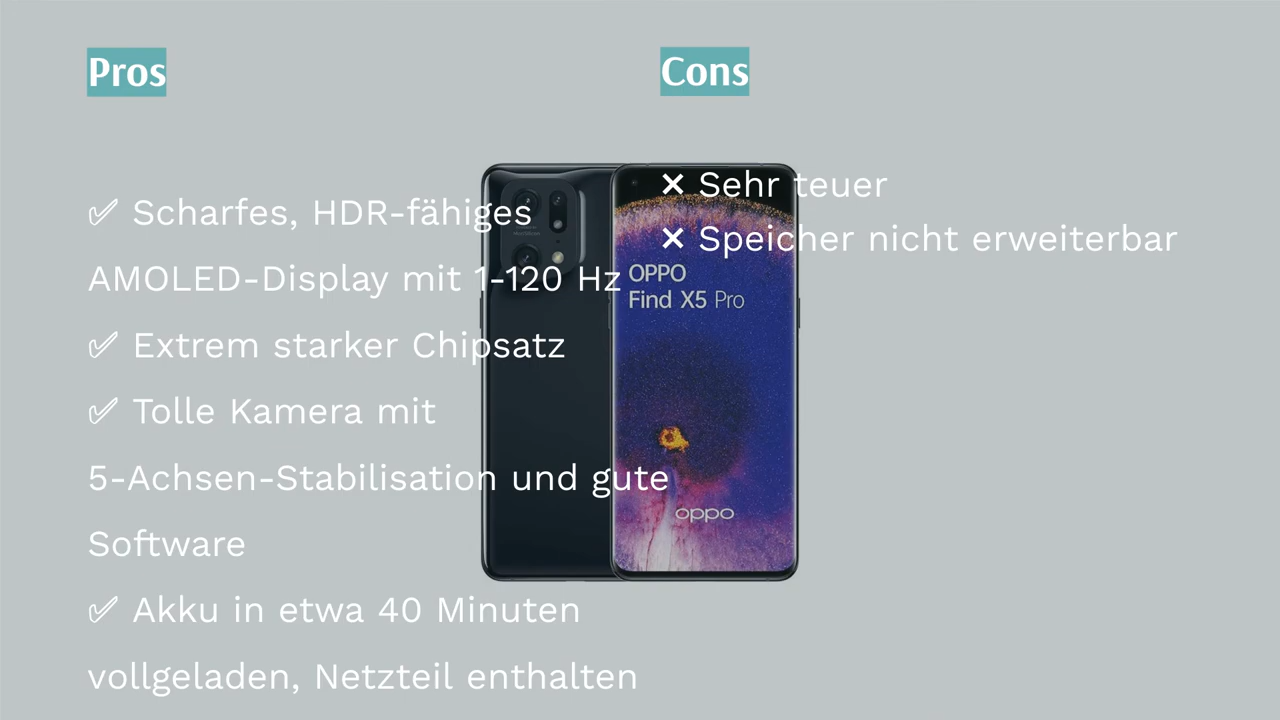 Pros
✅ Scharfes, HDR-fähiges
AMOLED-Display mit 1-120 Hz
✅ Extrem starker Chipsatz
✅ Tolle Kamera mit
5-Achsen-Stabilisation und gute
Software
✅ Akku in etwa 40 Minuten
vollgeladen, Netzteil enthalten
Cons
❌ Sehr teuer
❌ Speicher nicht erweiterbar
OPPO
Find X5 Pro
oppo